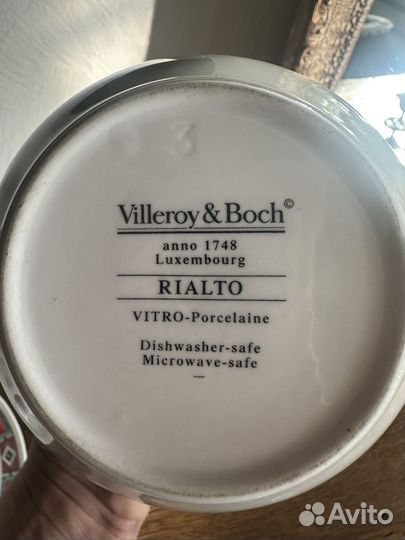 3
Villeroy & Boch©
anno 1748
Luxembourg
RIALTO
VITRO-Porcelaine
Dishwasher-safe
Microwave-safe
Avito